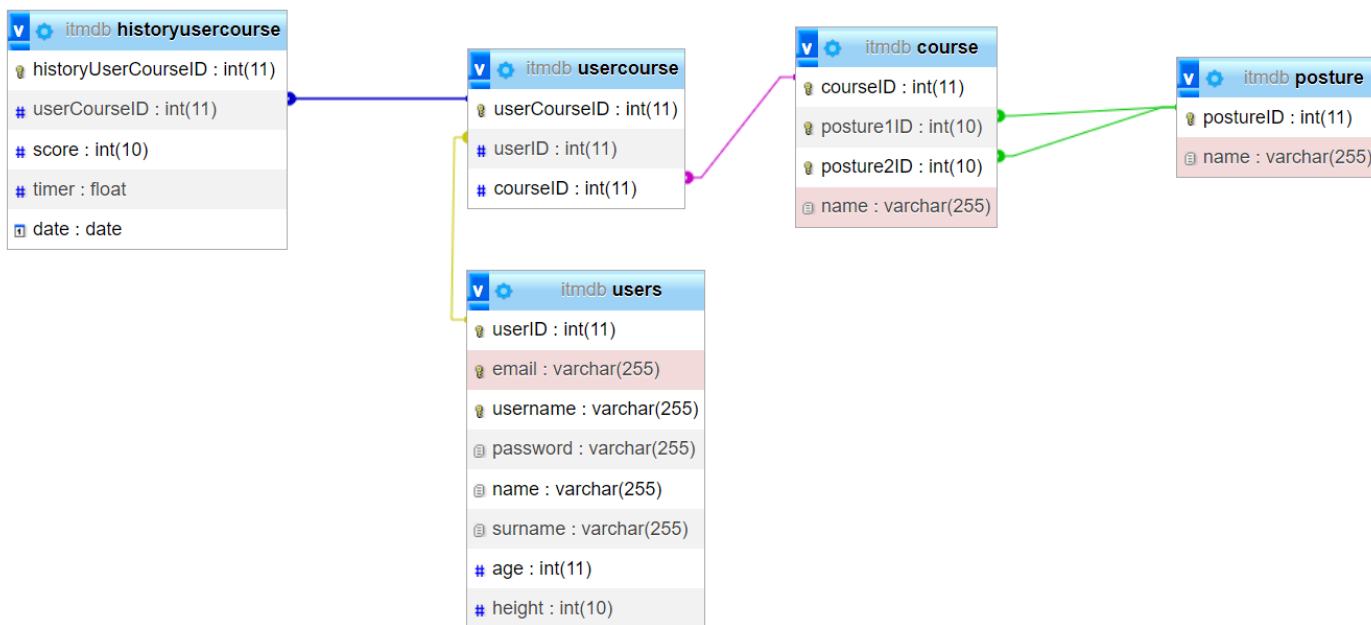 v itmdb historyusercourse
historyUserCourseID : int(11)
# userCourseID : int(11)
# score : int(10)
# timer : float
date : date
v itmdb usercourse
userCourseID : int(11)
# userID : int(11)
# courseID : int(11)
v itmdb course
courseID : int(11)
posture1ID : int(10)
posture2ID : int(10)
name : varchar(255)
v itmdb posture
postureID : int(11)
name : varchar(255)
v itmdb users
userID : int(11)
email : varchar(255)
username : varchar(255)
password : varchar(255)
name : varchar(255)
surname : varchar(255)
# age : int(11)
# height : int(10)